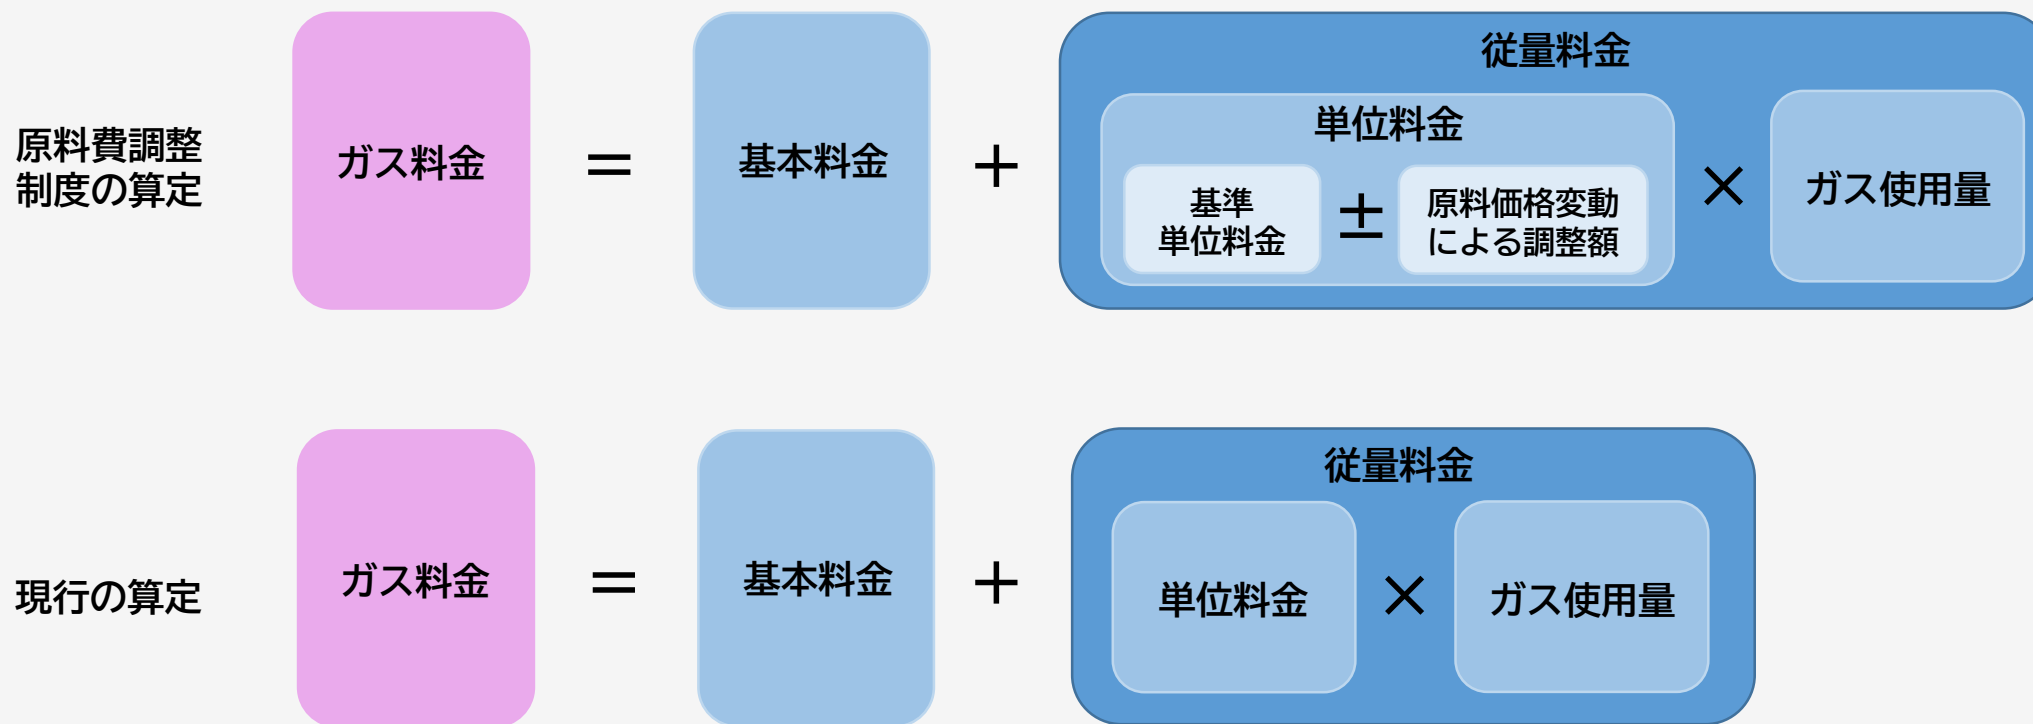 原料費調整
制度の算定
ガス料金
=
基本料金
+
従量料金
単位料金
基準
単位料金
±
原料価格変動
による調整額
×
ガス使用量
現行の算定
ガス料金
=
基本料金
+
従量料金
単位料金
×
ガス使用量